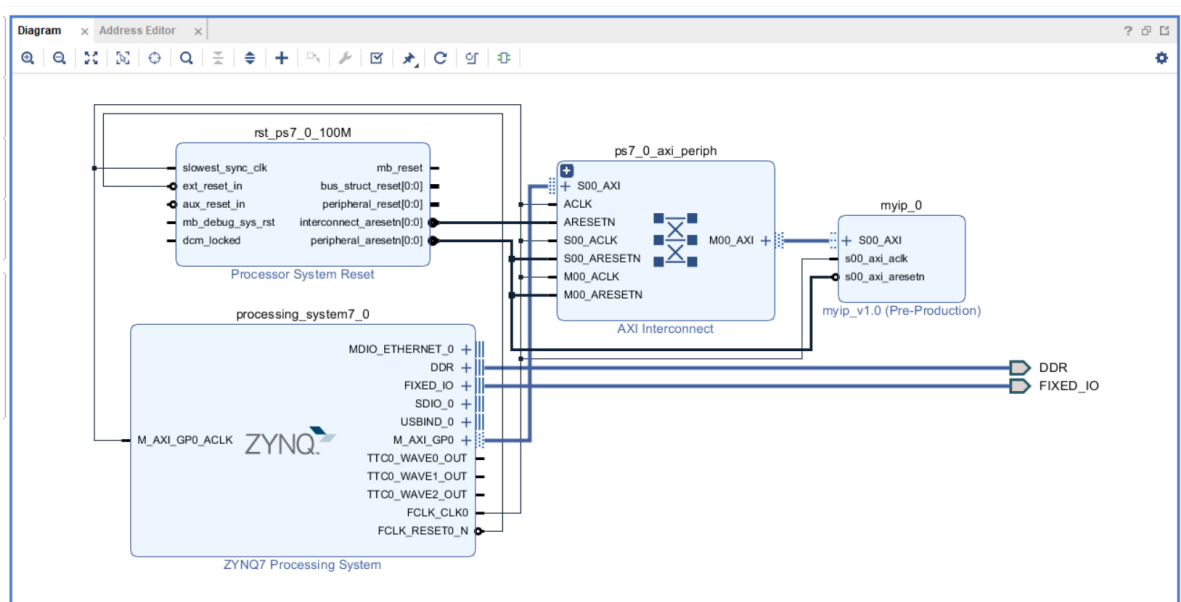 Diagram × Address Editor ×
rst_ps7_0_100M
slowest_sync_clk mb_reset
ext_reset_in bus_struct_reset[0:0]
aux_reset_in peripheral_reset[0:0]
mb_debug_sys_rst interconnect_aresetn[0:0]
dcm_locked peripheral_aresetn[0:0]
Processor System Reset
ps7_0_axi_periph
S00_AXI
ACLK
ARESETN
S00_ACLK M00_AXI
S00_ARESETN
M00_ACLK
M00_ARESETN
AXI Interconnect
myip_0
S00_AXI
s00_axi_aclk
s00_axi_aresetn
myip_v1.0 (Pre-Production)
processing_system7_0
MDIO_ETHERNET_0
DDR
FIXED_IO
SDIO_0
USBIND_0
M_AXI_GP0_ACLK ZYNQ M_AXI_GP0
TTC0_WAVE0_OUT
TTC0_WAVE1_OUT
TTC0_WAVE2_OUT
FCLK_CLK0
FCLK_RESET0_N
ZYNQ7 Processing System
DDR
FIXED_IO